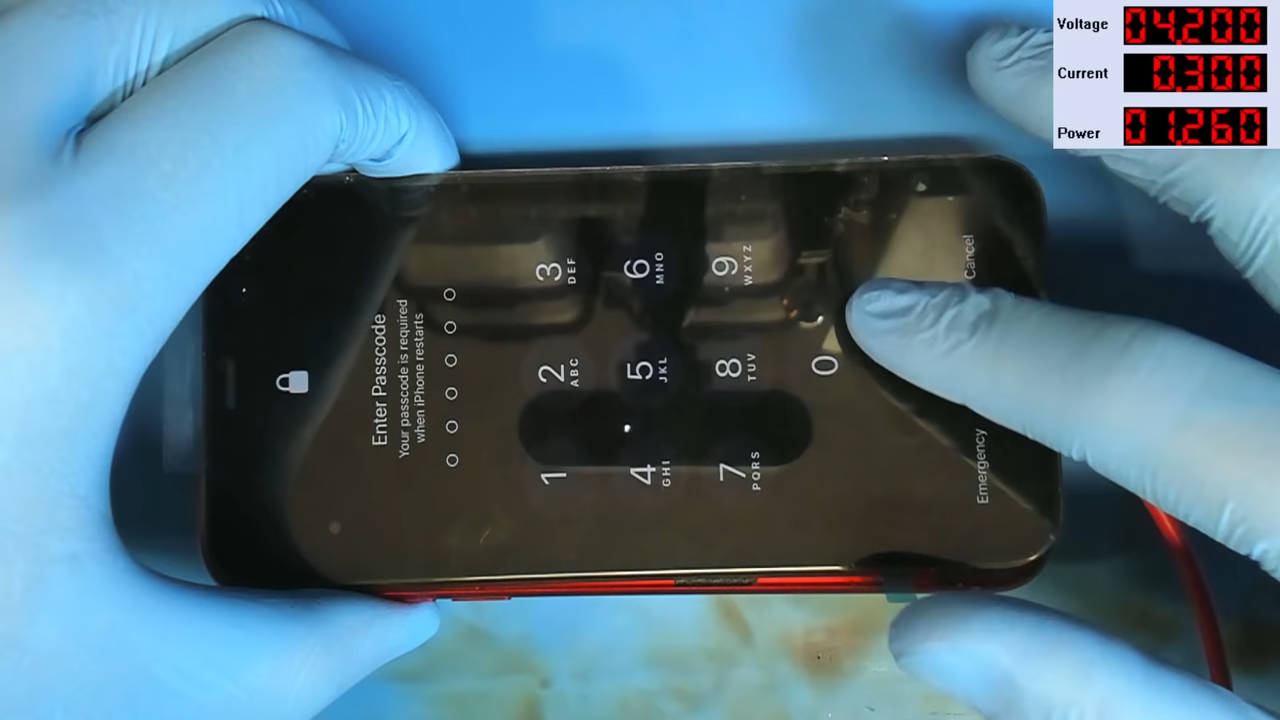 Voltage 04.200
Current 0.300
Power 01.260
Enter Passcode
Your passcode is required
when iPhone restarts
1
2 ABC
3 DEF
4 GHI
5 JKL
6 MNO
7 PQRS
8 TUV
9 WXYZ
0
Emergency
Cancel